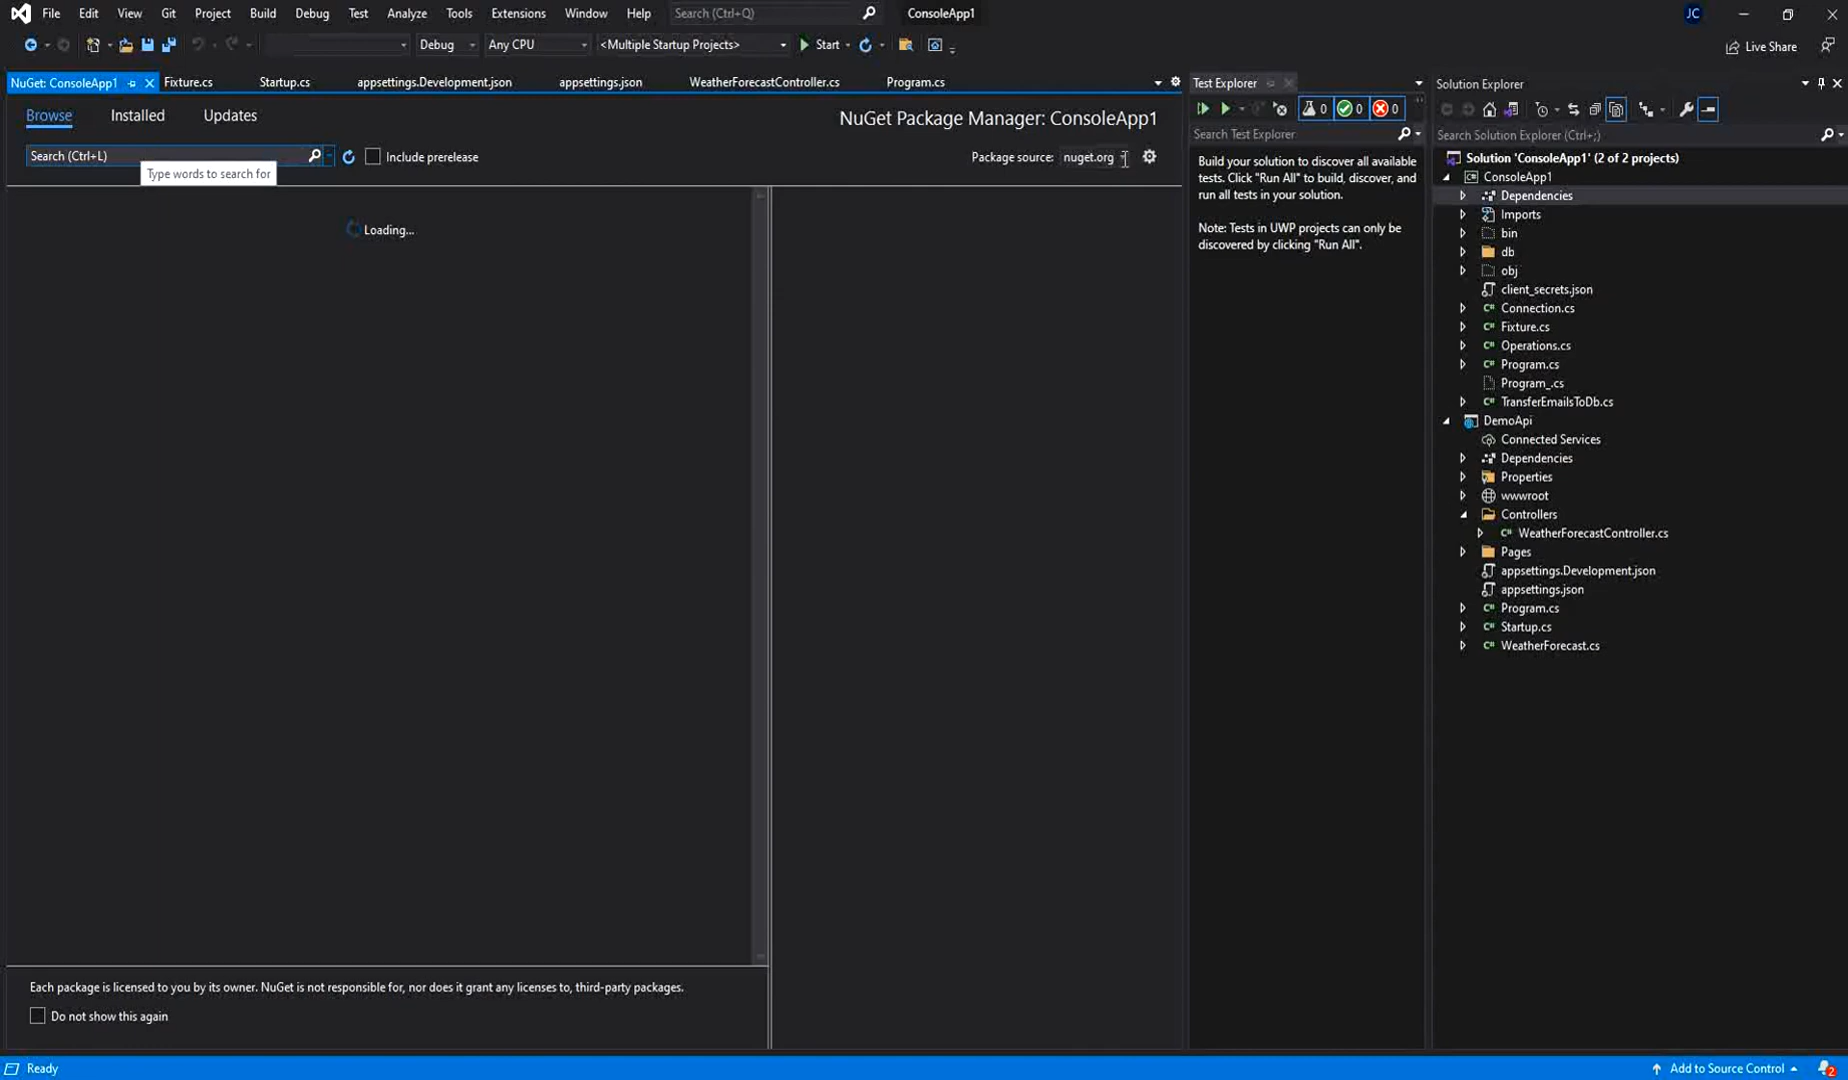 File Edit View Git Project Build Debug Test Analyze Tools Extensions Window Help Search (Ctrl+Q) ConsoleApp1 JC
Debug Any CPU <Multiple Startup Projects> Start Live Share
NuGet: ConsoleApp1 Fixture.cs Startup.cs appsettings.Development.json appsettings.json WeatherForecastController.cs Program.cs
Browse Installed Updates NuGet Package Manager: ConsoleApp1
Search (Ctrl+L) Include prerelease Package source: nuget.org
Type words to search for
Loading...
Each package is licensed to you by its owner. NuGet is not responsible for, nor does it grant any licenses to, third-party packages.
Do not show this again
Test Explorer
0 0 0
Search Test Explorer
Build your solution to discover all available
tests. Click "Run All" to build, discover, and
run all tests in your solution.
Note: Tests in UWP projects can only be
discovered by clicking "Run All".
Solution Explorer
Search Solution Explorer (Ctrl+;)
Solution 'ConsoleApp1' (2 of 2 projects)
ConsoleApp1
Dependencies
Imports
bin
db
obj
client_secrets.json
Connection.cs
Fixture.cs
Operations.cs
Program.cs
Program_.cs
TransferEmailsToDb.cs
DemoApi
Connected Services
Dependencies
Properties
wwwroot
Controllers
WeatherForecastController.cs
Pages
appsettings.Development.json
appsettings.json
Program.cs
Startup.cs
WeatherForecast.cs
Ready Add to Source Control 2